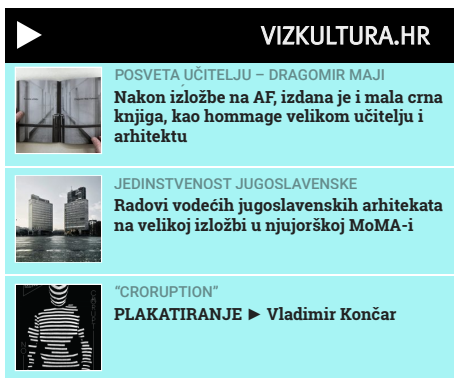 VIZKULTURA.HR
POSVETA UČITELJU – DRAGOMIR MAJI
Nakon izložbe na AF, izdana je i mala crna
knjiga, kao hommage velikom učitelju i
arhitektu
JEDINSTVENOST JUGOSLAVENSKE
Radovi vodećih jugoslavenskih arhitekata
na velikoj izložbi u njujorškoj MoMA-i
“CRORUPTION”
PLAKATIRANJE ► Vladimir Končar